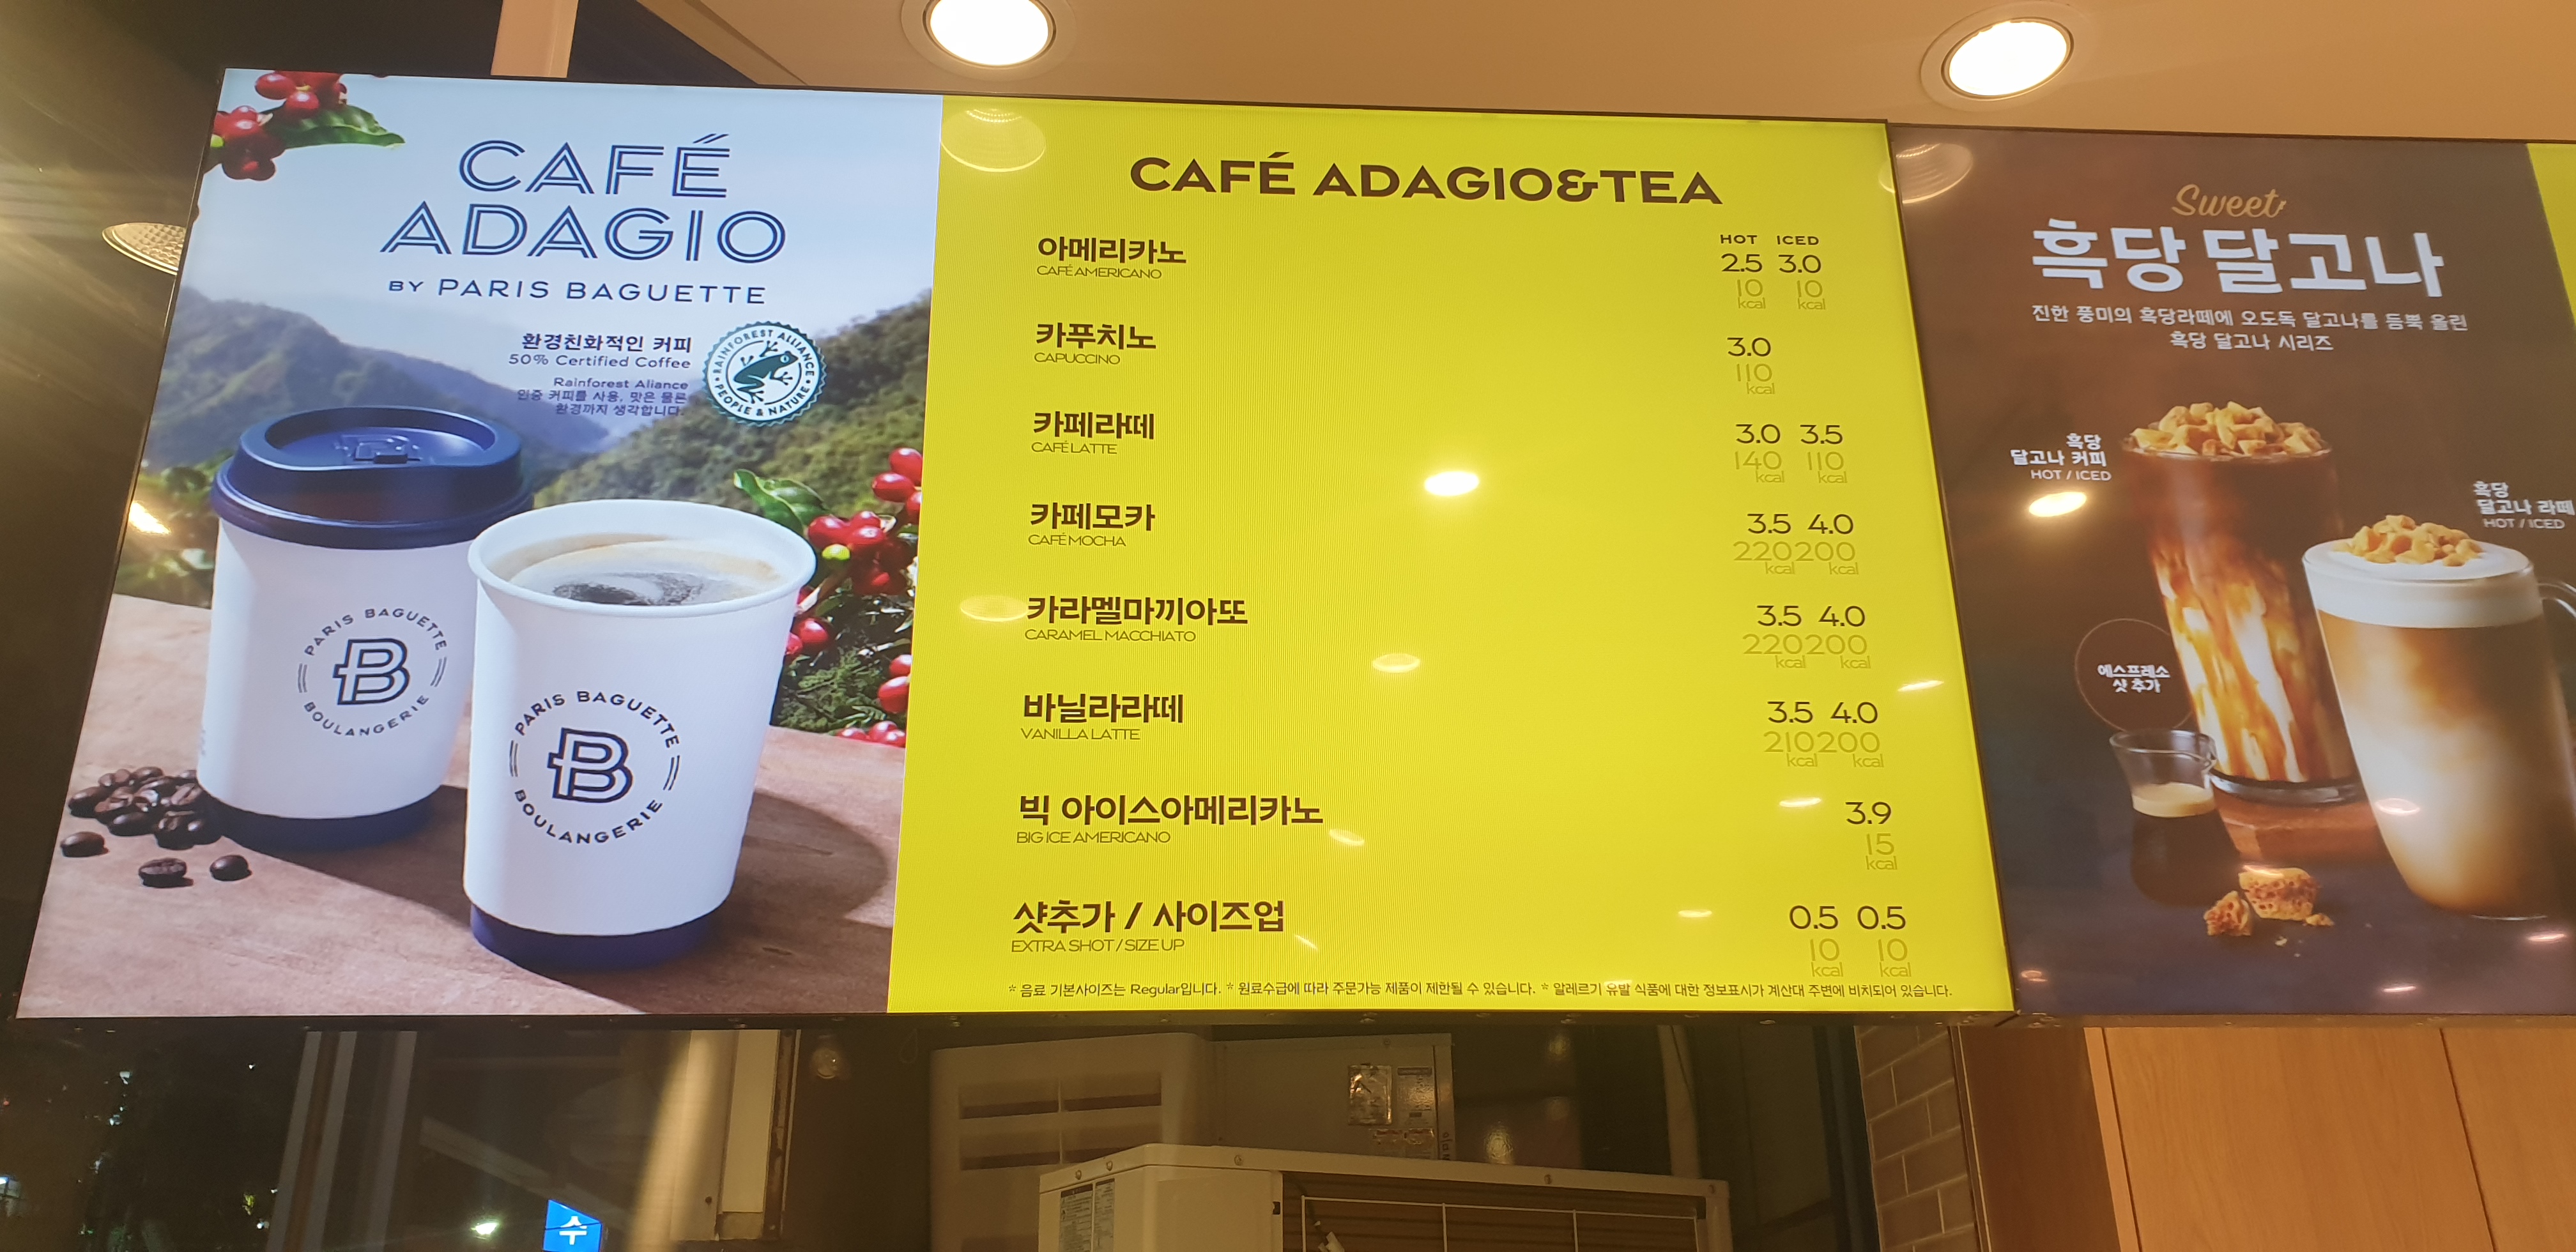 CAFÉ
ADAGIO
BY PARIS BAGUETTE
환경친화적인 커피
50% Certified Coffee
Rainforest Aliance
인증 커피를 사용, 맛은 물론
환경까지 생각합니다.
RAINFOREST ALLIANCE
PEOPLE & NATURE
PARIS BAGUETTE
B
BOULANGERIE
PARIS BAGUETTE
B
BOULANGERIE
CAFÉ ADAGIO&TEA
HOT ICED
아메리카노 2.5 3.0
CAFÉ AMERICANO 10 kcal 10 kcal
카푸치노 3.0
CAPUCCINO 110 kcal
카페라떼 3.0 3.5
CAFÉ LATTE 140 kcal 110 kcal
카페모카 3.5 4.0
CAFÉ MOCHA 220 kcal 200 kcal
카라멜마끼아또 3.5 4.0
CARAMEL MACCHIATO 220 kcal 200 kcal
바닐라라떼 3.5 4.0
VANILLA LATTE 210 kcal 200 kcal
빅 아이스아메리카노 3.9
BIG ICE AMERICANO 15 kcal
샷추가 / 사이즈업 0.5 0.5
EXTRA SHOT / SIZE UP 10 kcal 10 kcal
* 음료 기본사이즈는 Regular입니다. * 원료수급에 따라 주문가능 제품이 제한될 수 있습니다. * 알레르기 유발 식품에 대한 정보표시가 계산대 주변에 비치되어 있습니다.
Sweet
흑당 달고나
진한 풍미의 흑당라떼에 오도독 달고나를 듬뿍 올린
흑당 달고나 시리즈
흑당
달고나 커피
HOT / ICED
흑당
달고나 라떼
HOT / ICED
에스프레소
샷 추가
수